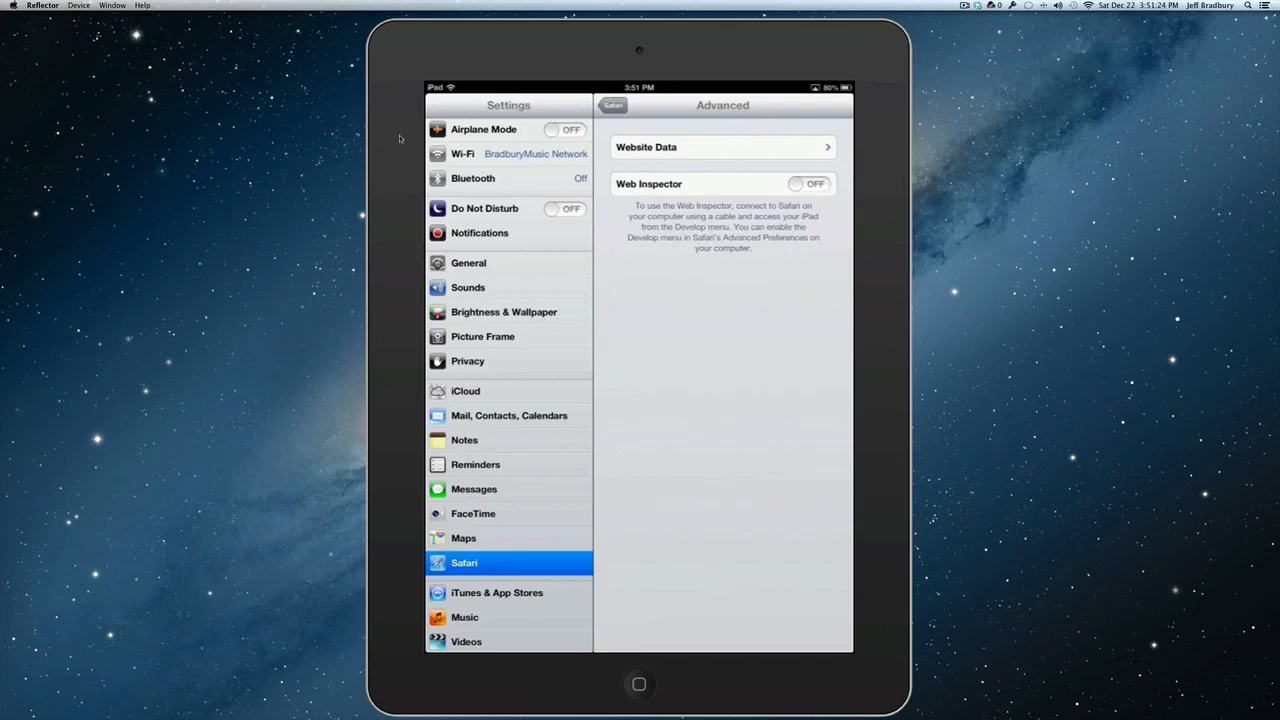 Reflector Device Window Help
0 Sat Dec 22 3:51:24 PM Jeff Bradbury
iPad 3:51 PM 80%
Settings
Safari
Advanced
Airplane Mode OFF
Wi-Fi BradburyMusic Network
Bluetooth Off
Do Not Disturb OFF
Notifications
General
Sounds
Brightness & Wallpaper
Picture Frame
Privacy
iCloud
Mail, Contacts, Calendars
Notes
Reminders
Messages
FaceTime
Maps
Safari
iTunes & App Stores
Music
Videos
Website Data
Web Inspector OFF
To use the Web Inspector, connect to Safari on
your computer using a cable and access your iPad
from the Develop menu. You can enable the
Develop menu in Safari's Advanced Preferences on
your computer.